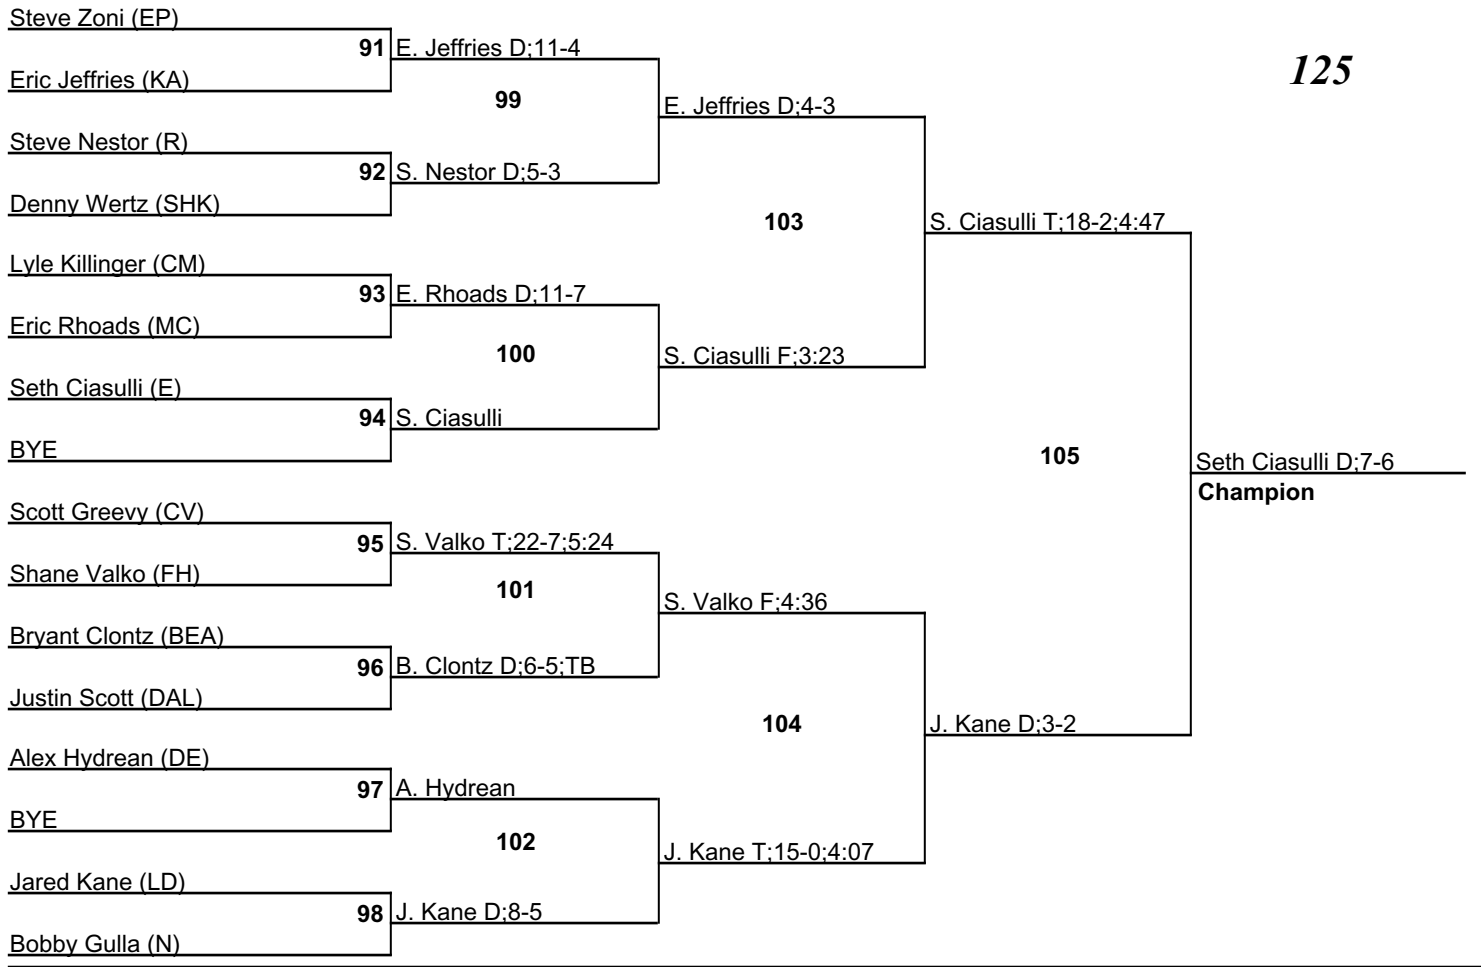 Steve Zoni (EP)
91 E. Jeffries D;11-4
125
Eric Jeffries (KA)
99
E. Jeffries D;4-3
Steve Nestor (R)
92 S. Nestor D;5-3
Denny Wertz (SHK)
103
S. Ciasulli T;18-2;4:47
Lyle Killinger (CM)
93 E. Rhoads D;11-7
Eric Rhoads (MC)
100
S. Ciasulli F;3:23
Seth Ciasulli (E)
94 S. Ciasulli
BYE
105
Seth Ciasulli D;7-6
Champion
Scott Greevy (CV)
95 S. Valko T;22-7;5:24
Shane Valko (FH)
101
S. Valko F;4:36
Bryant Clontz (BEA)
96 B. Clontz D;6-5;TB
Justin Scott (DAL)
104
J. Kane D;3-2
Alex Hydrean (DE)
97 A. Hydrean
BYE
102
J. Kane T;15-0;4:07
Jared Kane (LD)
98 J. Kane D;8-5
Bobby Gulla (N)